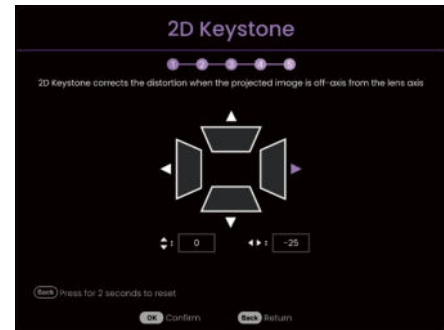 2D Keystone
1 2 3 4 5
2D Keystone corrects the distortion when the projected image is off-axis from the lens axis
: 0 : -25
Back Press for 2 seconds to reset
OK Confirm Back Return